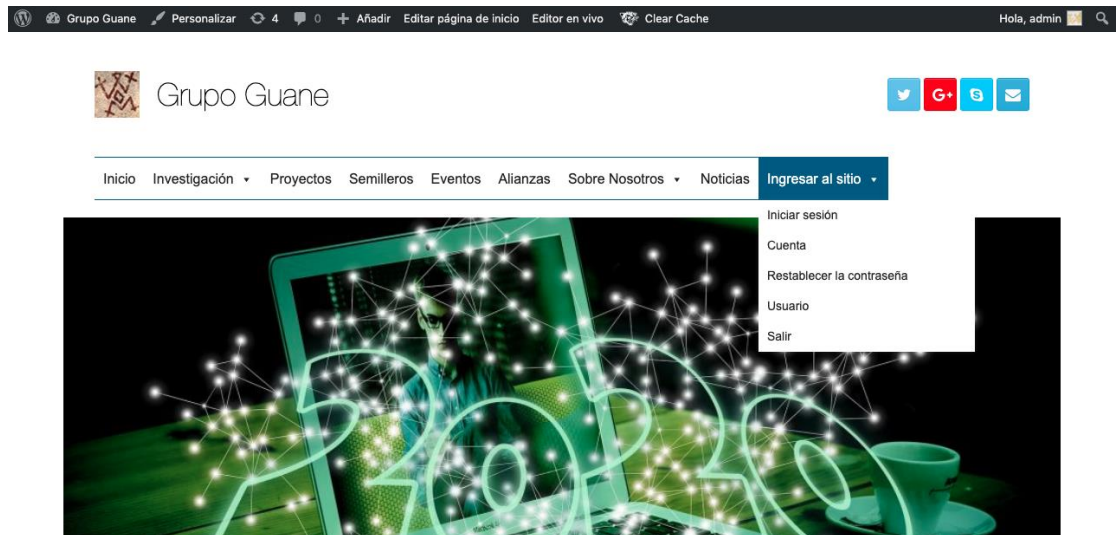 Grupo Guane Personalizar 4 0 + Añadir Editar página de inicio Editor en vivo Clear Cache Hola, admin
Grupo Guane
G+
Inicio Investigación Proyectos Semilleros Eventos Alianzas Sobre Nosotros Noticias Ingresar al sitio
Iniciar sesión
Cuenta
Restablecer la contraseña
Usuario
Salir
2020